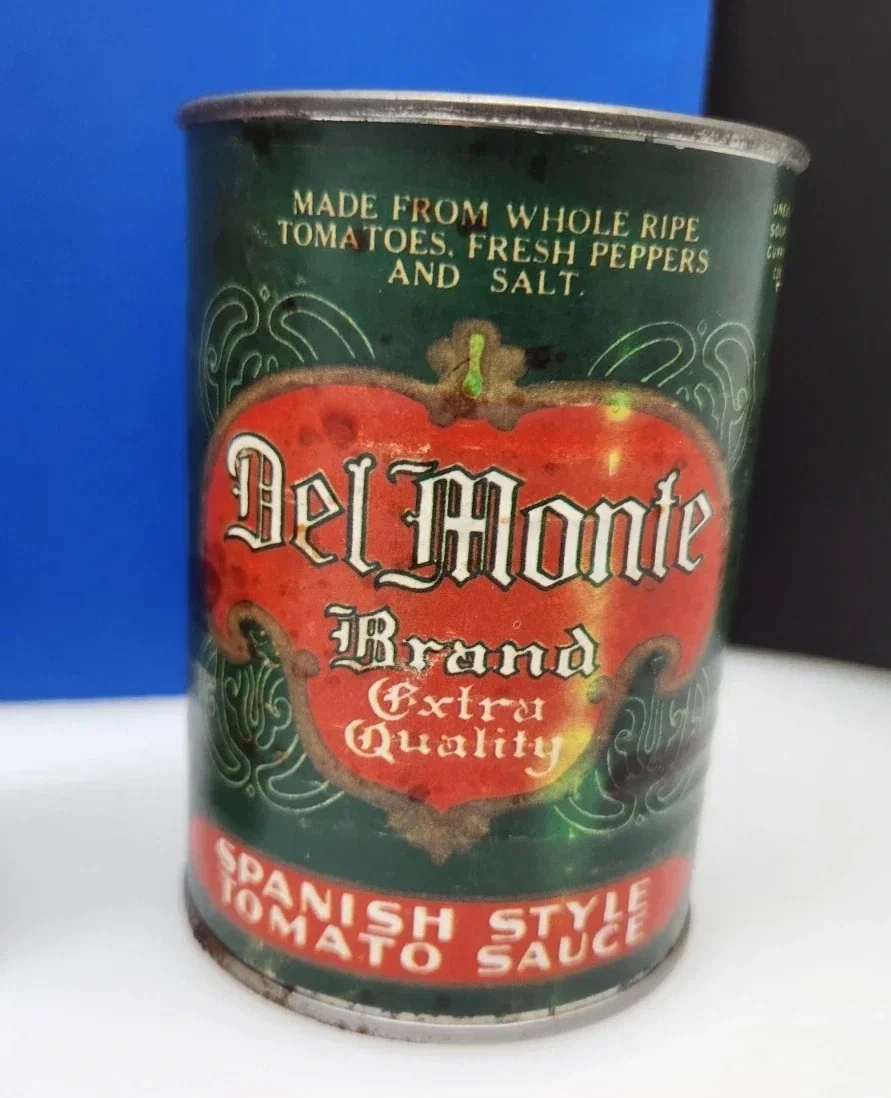 MADE FROM WHOLE RIPE
TOMATOES, FRESH PEPPERS
AND SALT.
Del Monte
Brand
Extra
Quality
SPANISH STYLE
TOMATO SAUCE